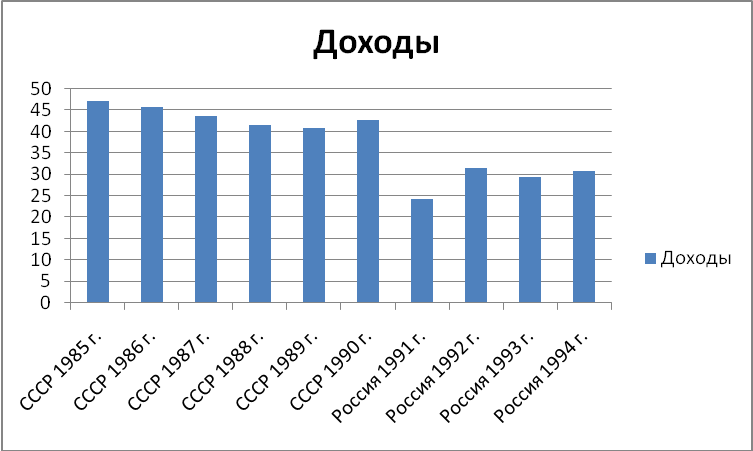 Доходы
50
45
40
35
30
25
20
15
10
5
0
СССР 1985 г.
СССР 1986 г.
СССР 1987 г.
СССР 1988 г.
СССР 1989 г.
СССР 1990 г.
Россия 1991 г.
Россия 1992 г.
Россия 1993 г.
Россия 1994 г.
Доходы